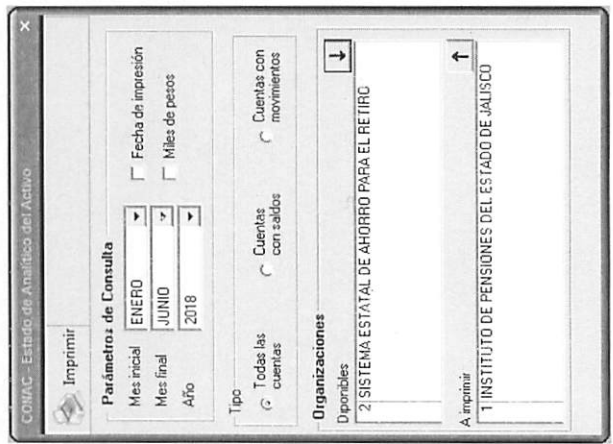 CONAC - Estado de Analítico del Activo
Imprimir
Parámetros de Consulta
Mes inicial ENERO
Fecha de impresión
Mes final JUNIO
Miles de pesos
Año 2018
Tipo
Todas las cuentas
Cuentas con saldos
Cuentas con movimientos
Organizaciones
Diponibles
2 SISTEMA ESTATAL DE AHORRO PARA EL RETIRO
A imprimir
1 INSTITUTO DE PENSIONES DEL ESTADO DE JALISCO